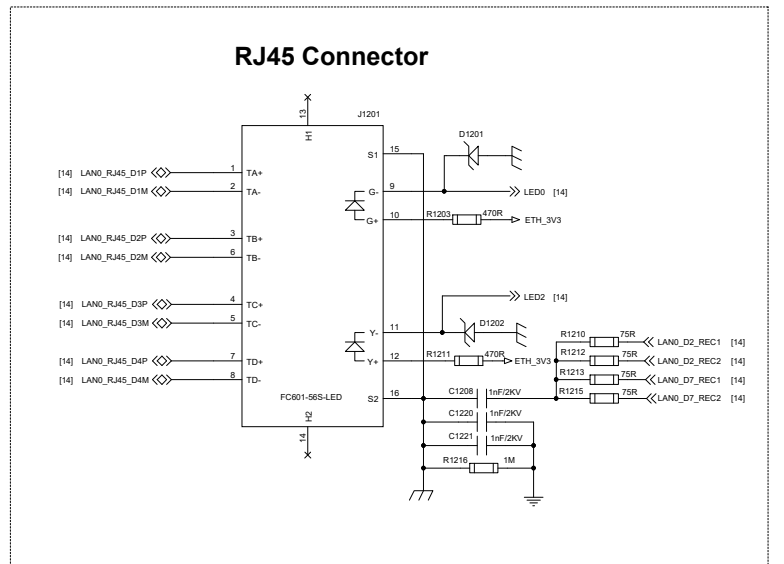 RJ45 Connector
13
H1
J1201
D1201
S1 15
[14] LAN0_RJ45_D1P 1 TA+
[14] LAN0_RJ45_D1M 2 TA-
G- 9 LED0 [14]
G+ 10 R1203 470R ETH_3V3
[14] LAN0_RJ45_D2P 3 TB+
[14] LAN0_RJ45_D2M 6 TB-
LED2 [14]
[14] LAN0_RJ45_D3P 4 TC+
[14] LAN0_RJ45_D3M 5 TC-
Y- 11 D1202
R1210 75R LAN0_D2_REC1 [14]
[14] LAN0_RJ45_D4P 7 TD+
Y+ 12 R1211 470R ETH_3V3
R1212 75R LAN0_D2_REC2 [14]
[14] LAN0_RJ45_D4M 8 TD-
R1213 75R LAN0_D7_REC1 [14]
FC601-56S-LED
S2 16 C1208 1nF/2KV
R1215 75R LAN0_D7_REC2 [14]
H2
14
C1220 1nF/2KV
C1221 1nF/2KV
R1216 1M